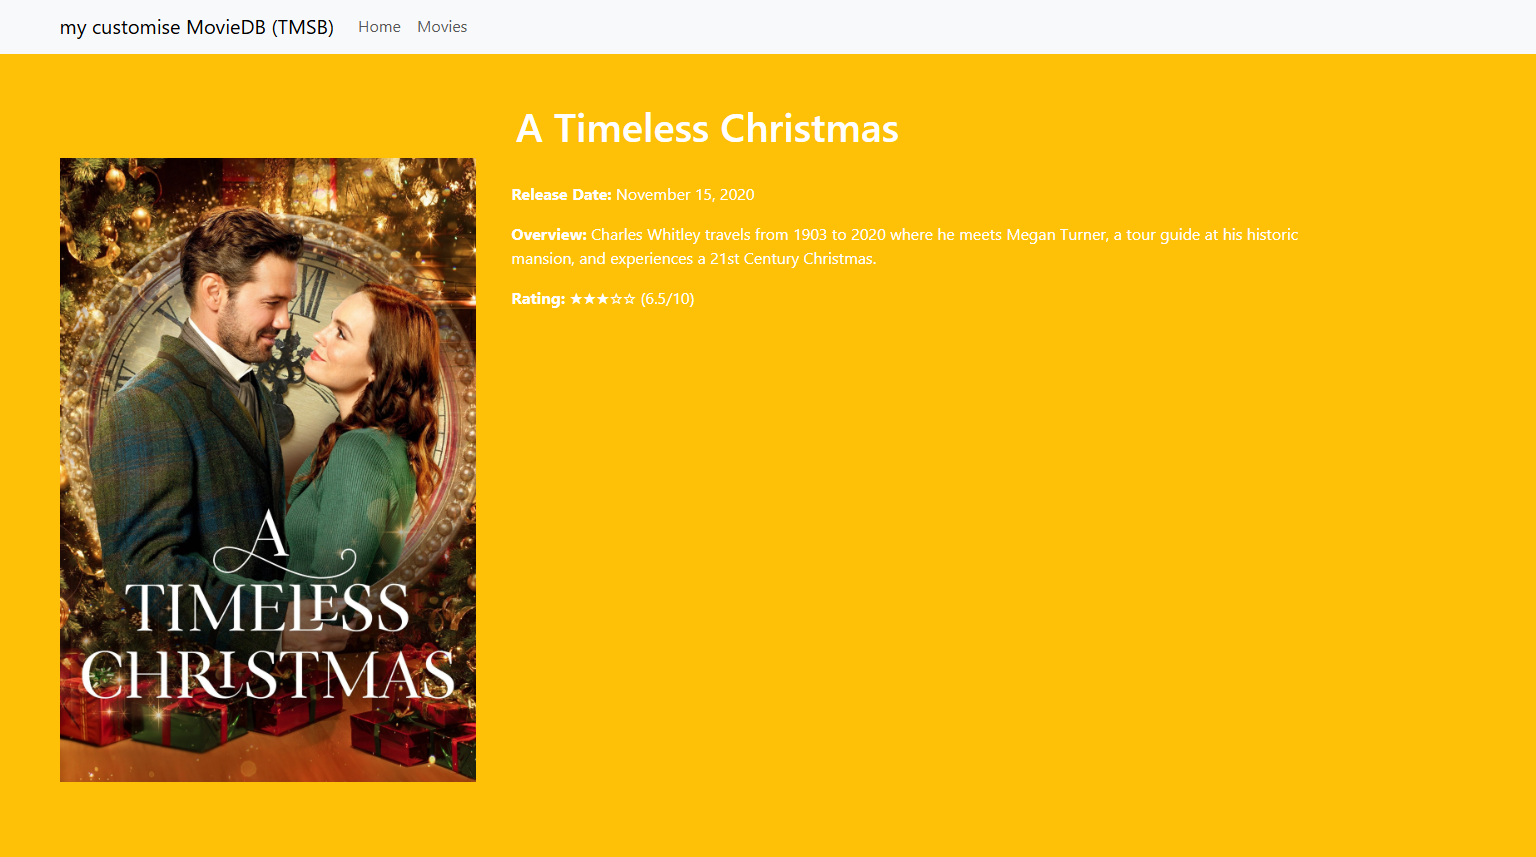 my customise MovieDB (TMSB) Home Movies
A Timeless Christmas
Release Date: November 15, 2020
Overview: Charles Whitley travels from 1903 to 2020 where he meets Megan Turner, a tour guide at his historic
mansion, and experiences a 21st Century Christmas.
Rating: ★★★☆☆ (6.5/10)
A
TIMELESS
CHRISTMAS